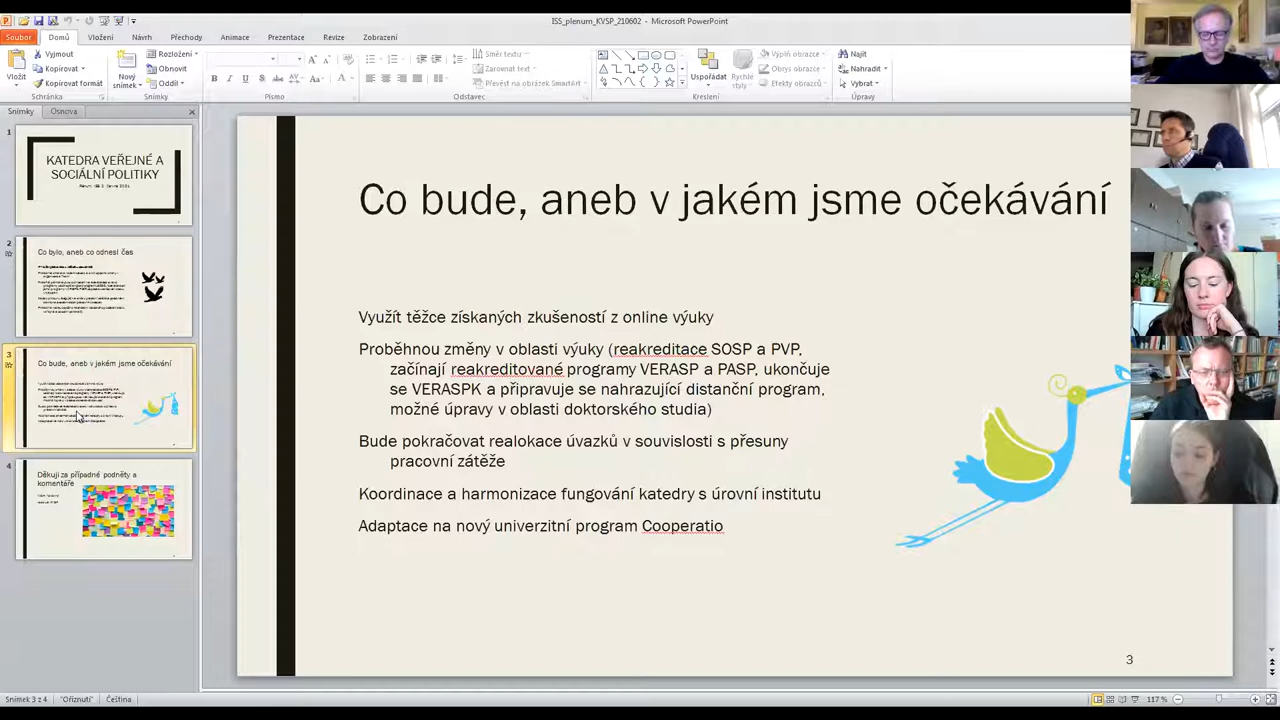 ISS_plenum_KVSP_210602 - Microsoft PowerPoint
Soubor Domů Vložení Návrh Přechody Animace Prezentace Revize Zobrazení
Vložit
Vyjmout
Kopírovat
Kopírovat formát
Schránka
Nový snímek
Rozložení
Obnovit
Oddíl
Snímky
Písmo
Směr textu
Zarovnat text
Převést na obrázek SmartArt
Odstavec
Uspořádat
Rychlé styly
Výplň obrazce
Obrys obrazce
Efekty obrazců
Kreslení
Najít
Nahradit
Vybrat
Úpravy
Snímky Osnova
1
KATEDRA VEŘEJNÉ A
SOCIÁLNÍ POLITIKY
2
Co bylo, aneb co odnesl čas
3
Co bude, aneb v jakém jsme očekávání
4
Děkuji za případné podněty a
komentáře
Co bude, aneb v jakém jsme očekávání
Využít těžce získaných zkušeností z online výuky
Proběhnou změny v oblasti výuky (reakreditace SOSP a PVP,
začínají reakreditované programy VERASP a PASP, ukončuje
se VERASPK a připravuje se nahrazující distanční program,
možné úpravy v oblasti doktorského studia)
Bude pokračovat realokace úvazků v souvislosti s přesuny
pracovní zátěže
Koordinace a harmonizace fungování katedry s úrovní institutu
Adaptace na nový univerzitní program Cooperatio
3
Snímek 3 z 4 "Oříznutí" Čeština
117 %